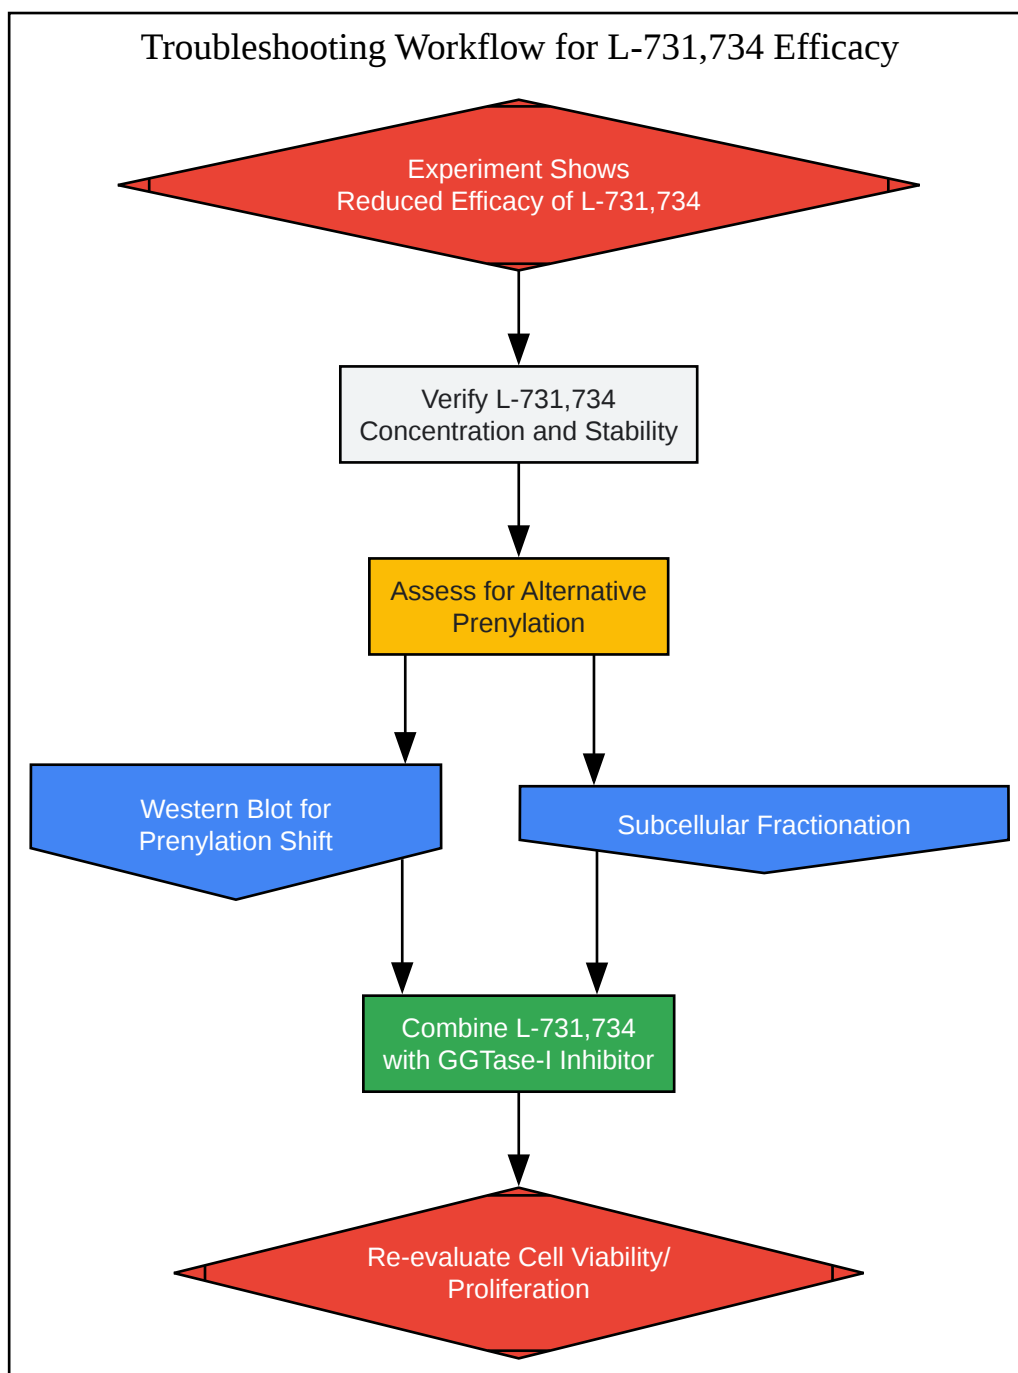 Troubleshooting Workflow for L-731,734 Efficacy
Experiment Shows
Reduced Efficacy of L-731,734
Verify L-731,734
Concentration and Stability
Assess for Alternative
Prenylation
Western Blot for
Prenylation Shift
Subcellular Fractionation
Combine L-731,734
with GGTase-I Inhibitor
Re-evaluate Cell Viability/
Proliferation